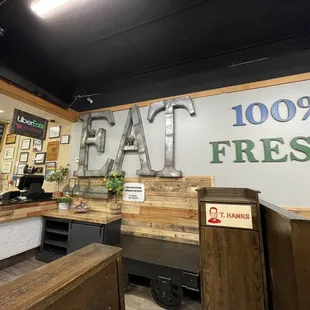 Uber Eats
EAT
100%
FRES
T. HANKS